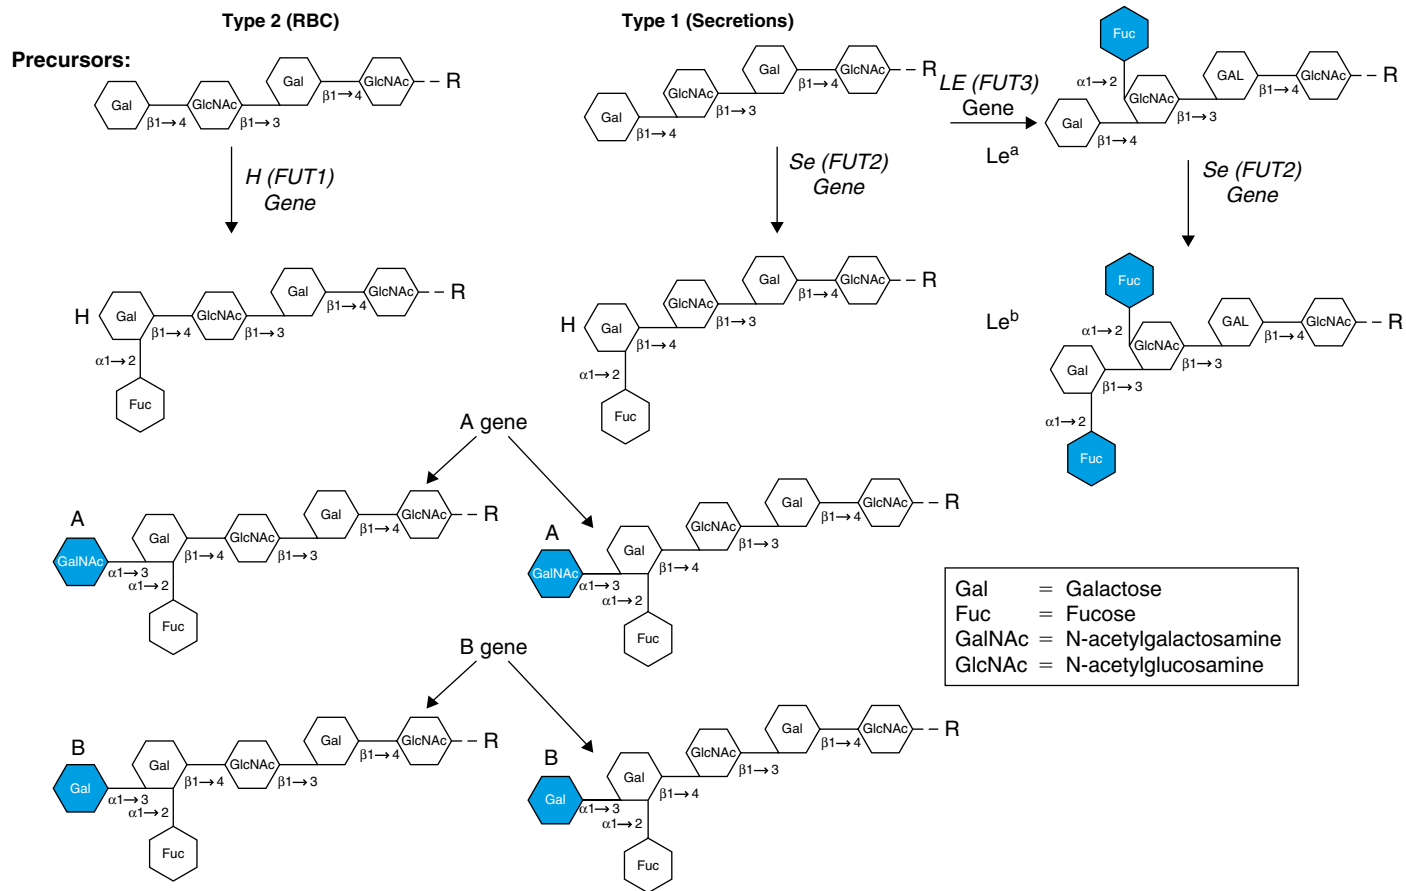 Type 2 (RBC)
Type 1 (Secretions)
Precursors:
Gal
β1→4
GlcNAc
β1→3
Gal
β1→4
GlcNAc
R
Gal
β1→4
GlcNAc
β1→3
Gal
β1→4
GlcNAc
R
LE (FUT3)
Gene
Leᵃ
Fuc
α1→2
Gal
β1→4
GlcNAc
β1→3
GAL
β1→4
GlcNAc
R
H (FUT1)
Gene
Se (FUT2)
Gene
Se (FUT2)
Gene
H
Gal
β1→4
GlcNAc
β1→3
Gal
β1→4
GlcNAc
R
α1→2
Fuc
H
Gal
β1→4
GlcNAc
β1→3
Gal
β1→4
GlcNAc
R
α1→2
Fuc
Leᵇ
Fuc
α1→2
Gal
β1→3
GlcNAc
β1→3
GAL
β1→4
GlcNAc
R
α1→2
Fuc
A gene
A
GalNAc
α1→3
Gal
β1→4
GlcNAc
β1→3
Gal
β1→4
GlcNAc
R
α1→2
Fuc
A
GalNAc
α1→3
Gal
β1→4
GlcNAc
β1→3
Gal
β1→4
GlcNAc
R
α1→2
Fuc
Gal = Galactose
Fuc = Fucose
GalNAc = N-acetylgalactosamine
GlcNAc = N-acetylglucosamine
B gene
B
Gal
α1→3
Gal
β1→4
GlcNAc
β1→3
Gal
β1→4
GlcNAc
R
α1→2
Fuc
B
Gal
α1→3
Gal
β1→4
GlcNAc
β1→3
Gal
β1→4
GlcNAc
R
α1→2
Fuc